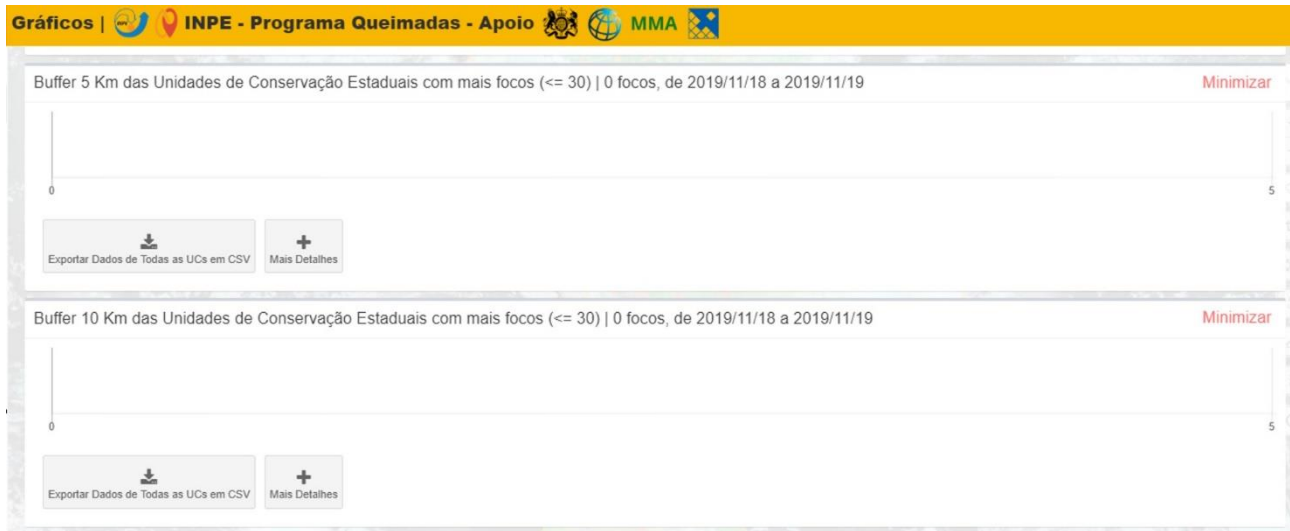 Gráficos | INPE - Programa Queimadas - Apoio MMA
Buffer 5 Km das Unidades de Conservação Estaduais com mais focos (<= 30) | 0 focos, de 2019/11/18 a 2019/11/19 Minimizar
0 5
Exportar Dados de Todas as UCs em CSV Mais Detalhes
Buffer 10 Km das Unidades de Conservação Estaduais com mais focos (<= 30) | 0 focos, de 2019/11/18 a 2019/11/19 Minimizar
0 5
Exportar Dados de Todas as UCs em CSV Mais Detalhes